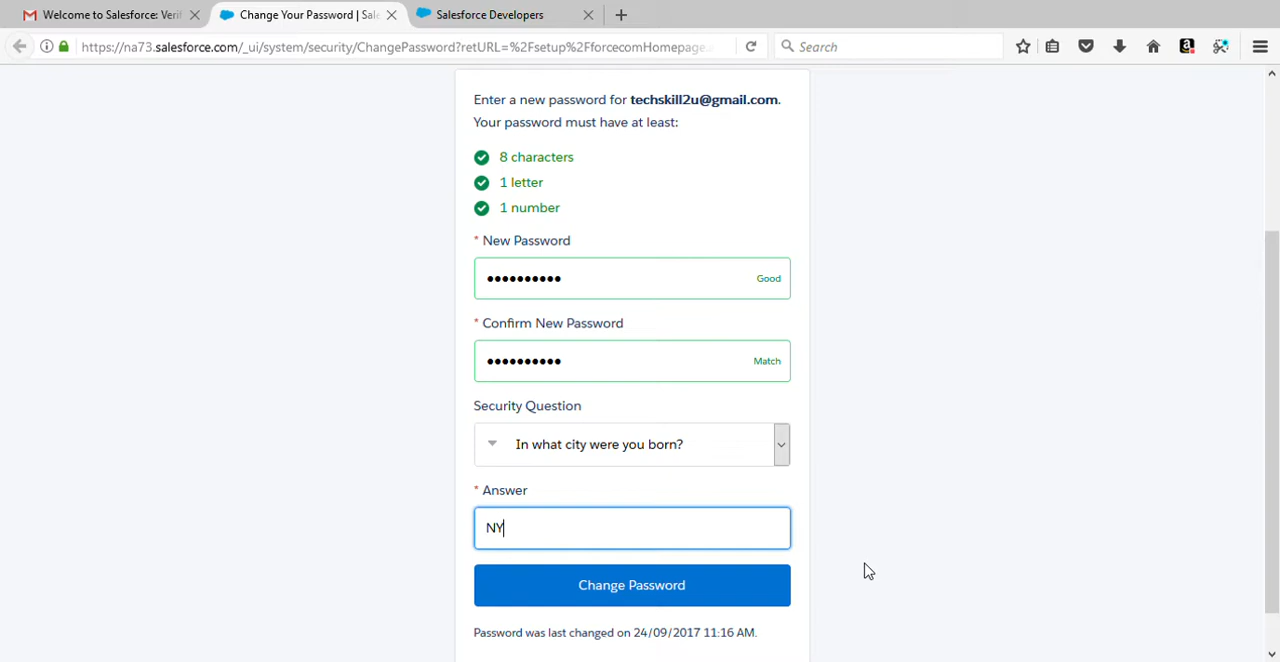 Welcome to Salesforce: Verif
Change Your Password | Sale
Salesforce Developers
https://na73.salesforce.com/_ui/system/security/ChangePassword?retURL=%2Fsetup%2FforcecomHomepage.a
Search
Enter a new password for techskill2u@gmail.com.
Your password must have at least:
8 characters
1 letter
1 number
* New Password
●●●●●●●●●● Good
* Confirm New Password
●●●●●●●●●● Match
Security Question
In what city were you born?
* Answer
NY
Change Password
Password was last changed on 24/09/2017 11:16 AM.